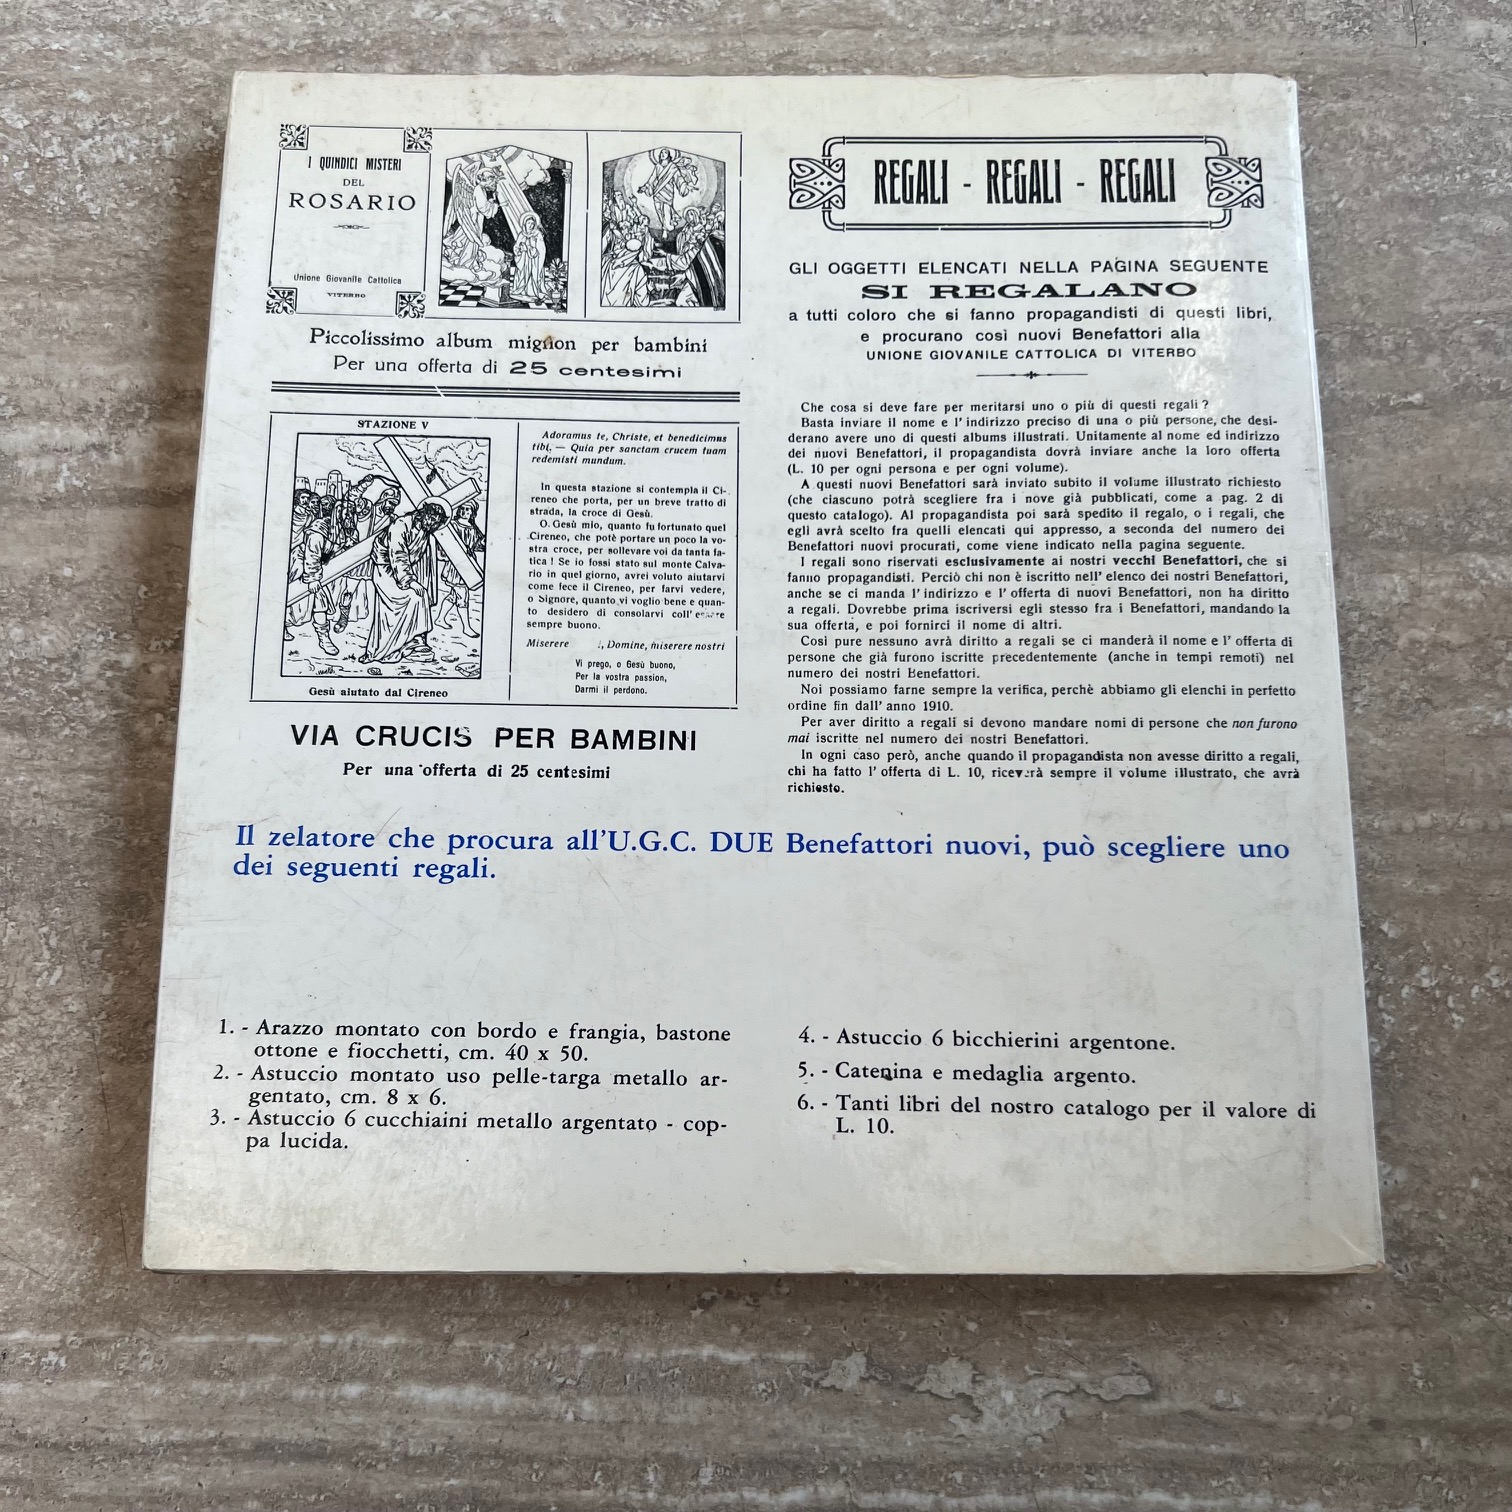 I QUINDICI MISTERI
DEL
ROSARIO
Unione Giovanile Cattolica
VITERBO
Piccolissimo album mignon per bambini
Per una offerta di 25 centesimi
STAZIONE V
Gesù aiutato dal Cireneo
Adoramus te, Christe, et benedicimus
tibi, — Quia per sanctam crucem tuam
redemisti mundum.
In questa stazione si contempla il Ci-
reneo che porta, per un breve tratto di
strada, la croce di Gesù.
O. Gesù mio, quanto fu fortunato quel
Cireneo, che potè portare un poco la vo-
stra croce, per sollevare voi da tanta fa-
tica ! Se io fossi stato sul monte Calva-
rio in quel giorno, avrei voluto aiutarvi
come fece il Cireneo, per farvi vedere,
o Signore, quanto vi voglio bene e quan-
to desidero di consolarvi coll'
sempre buono.
Miserere , Domine, miserere nostri
Vi prego, o Gesù buono,
Per la vostra passion,
Darmi il perdono.
VIA CRUCIS PER BAMBINI
Per una offerta di 25 centesimi
REGALI - REGALI - REGALI
GLI OGGETTI ELENCATI NELLA PAGINA SEGUENTE
SI REGALANO
a tutti coloro che si fanno propagandisti di questi libri,
e procurano così nuovi Benefattori alla
UNIONE GIOVANILE CATTOLICA DI VITERBO
Che cosa si deve fare per meritarsi uno o più di questi regali ?
Basta inviare il nome e l' indirizzo preciso di una o più persone, che desi-
derano avere uno di questi albums illustrati. Unitamente al nome ed indirizzo
dei nuovi Benefattori, il propagandista dovrà inviare anche la loro offerta
(L. 10 per ogni persona e per ogni volume).
A questi nuovi Benefattori sarà inviato subito il volume illustrato richiesto
(che ciascuno potrà scegliere fra i nove già pubblicati, come a pag. 2 di
questo catalogo). Al propagandista poi sarà spedito il regalo, o i regali, che
egli avrà scelto fra quelli elencati qui appresso, a seconda del numero dei
Benefattori nuovi procurati, come viene indicato nella pagina seguente.
I regali sono riservati esclusivamente ai nostri vecchi Benefattori, che si
fanno propagandisti. Perciò chi non è iscritto nell' elenco dei nostri Benefattori,
anche se ci manda l' indirizzo e l' offerta di nuovi Benefattori, non ha diritto
a regali. Dovrebbe prima iscriversi egli stesso fra i Benefattori, mandando la
sua offerta, e poi fornirci il nome di altri.
Cosi pure nessuno avrà diritto a regali se ci manderà il nome e l' offerta di
persone che già furono iscritte precedentemente (anche in tempi remoti) nel
numero dei nostri Benefattori.
Noi possiamo farne sempre la verifica, perchè abbiamo gli elenchi in perfetto
ordine fin dall' anno 1910.
Per aver diritto a regali si devono mandare nomi di persone che non furono
mai iscritte nel numero dei nostri Benefattori.
In ogni caso però, anche quando il propagandista non avesse diritto a regali,
chi ha fatto l' offerta di L. 10, riceverà sempre il volume illustrato, che avrà
richiesto.
Il zelatore che procura all'U.G.C. DUE Benefattori nuovi, può scegliere uno
dei seguenti regali.
1. - Arazzo montato con bordo e frangia, bastone
ottone e fiocchetti, cm. 40 x 50.
2. - Astuccio montato uso pelle-targa metallo ar-
gentato, cm. 8 x 6.
3. - Astuccio 6 cucchiaini metallo argentato - cop-
pa lucida.
4. - Astuccio 6 bicchierini argentone.
5. - Catenina e medaglia argento.
6. - Tanti libri del nostro catalogo per il valore di
L. 10.